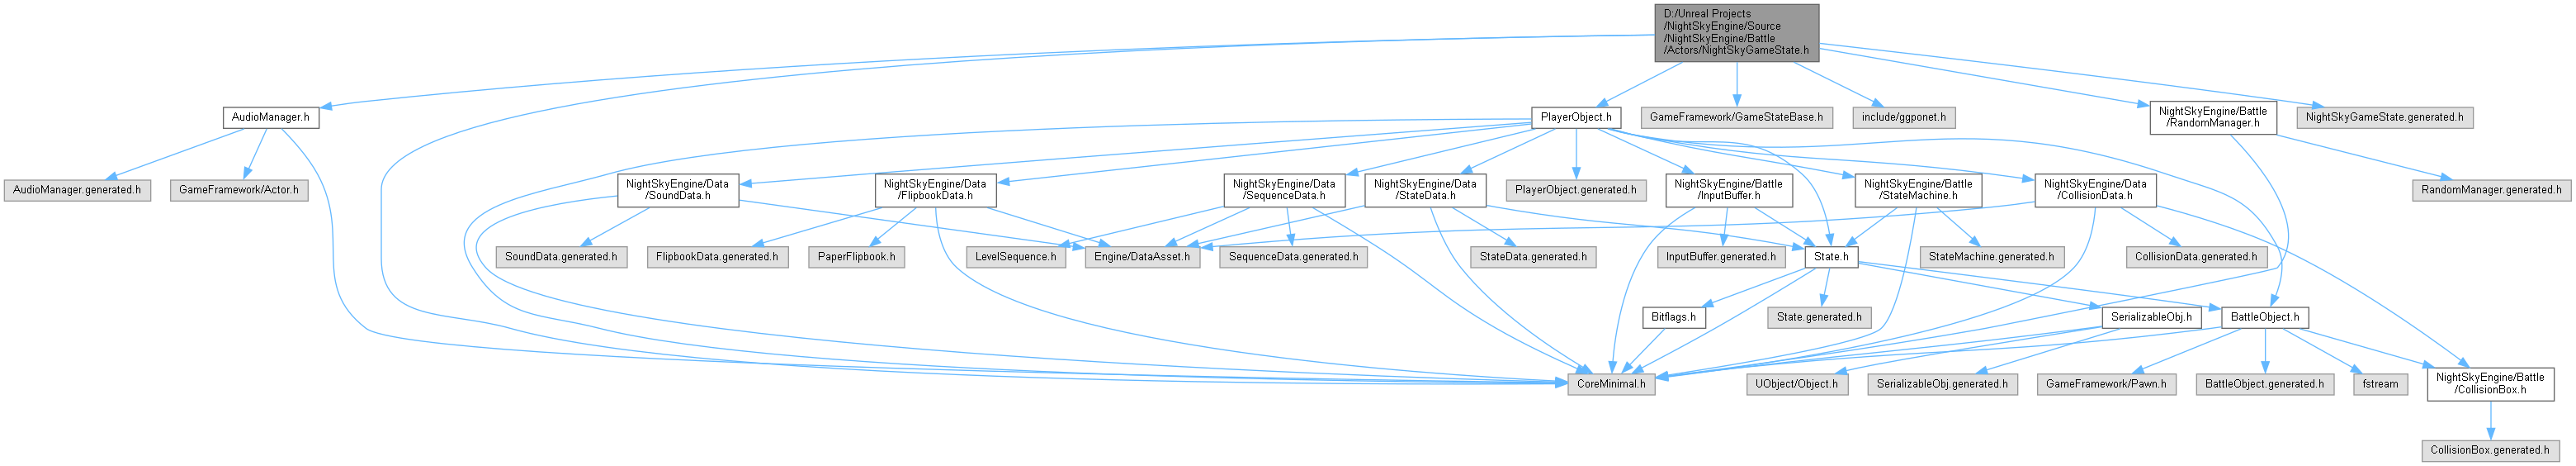 D:/Unreal Projects
/NightSkyEngine/Source
/NightSkyEngine/Battle
/Actors/NightSkyGameState.h
AudioManager.h
PlayerObject.h
GameFramework/GameStateBase.h
include/ggponet.h
NightSkyEngine/Battle
/RandomManager.h
NightSkyGameState.generated.h
AudioManager.generated.h
GameFramework/Actor.h
NightSkyEngine/Data
/SoundData.h
NightSkyEngine/Data
/FlipbookData.h
NightSkyEngine/Data
/SequenceData.h
NightSkyEngine/Data
/StateData.h
PlayerObject.generated.h
NightSkyEngine/Battle
/InputBuffer.h
NightSkyEngine/Battle
/StateMachine.h
NightSkyEngine/Data
/CollisionData.h
RandomManager.generated.h
SoundData.generated.h
FlipbookData.generated.h
PaperFlipbook.h
LevelSequence.h
Engine/DataAsset.h
SequenceData.generated.h
StateData.generated.h
InputBuffer.generated.h
State.h
StateMachine.generated.h
CollisionData.generated.h
Bitflags.h
State.generated.h
SerializableObj.h
BattleObject.h
CoreMinimal.h
UObject/Object.h
SerializableObj.generated.h
GameFramework/Pawn.h
BattleObject.generated.h
fstream
NightSkyEngine/Battle
/CollisionBox.h
CollisionBox.generated.h